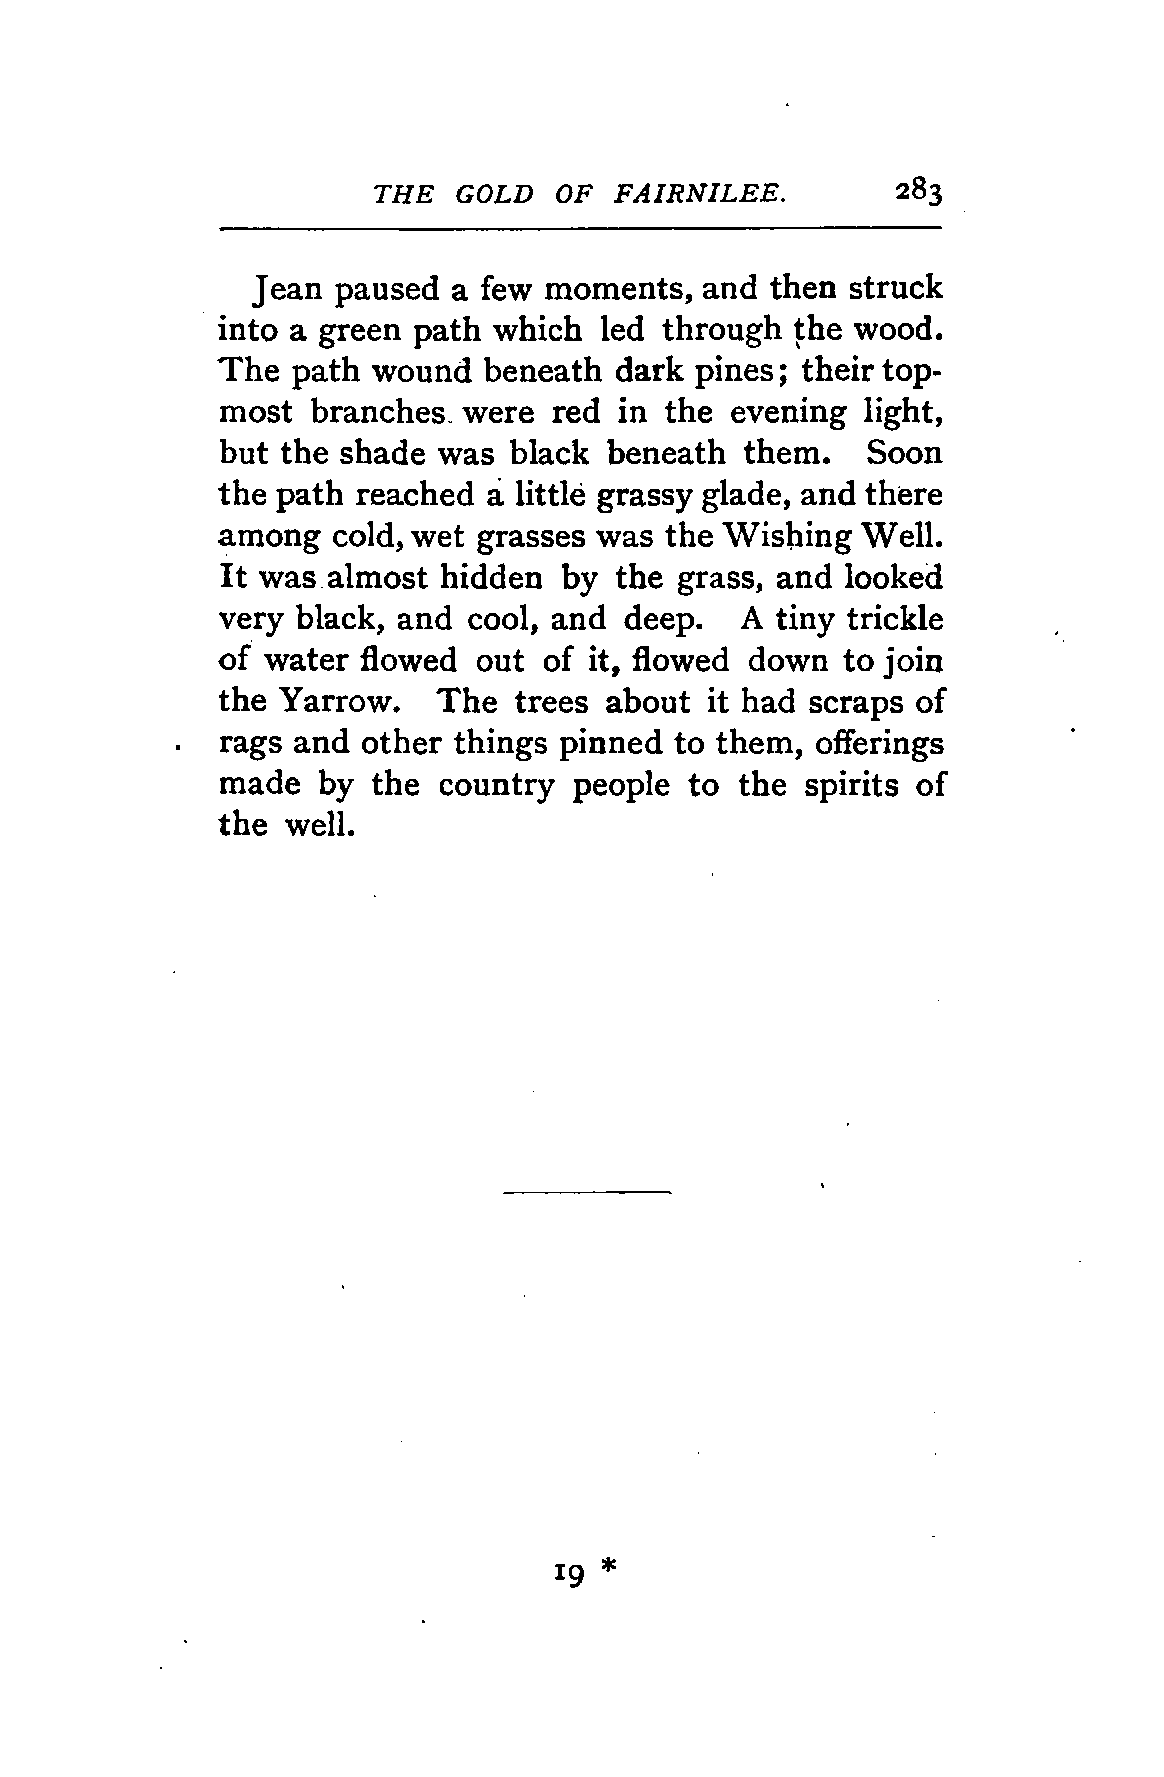 THE GOLD OF FAIRNILEE. 283
Jean paused a few moments, and then struck
into a green path which led through the wood.
The path wound beneath dark pines; their top-
most branches were red in the evening light,
but the shade was black beneath them. Soon
the path reached a little grassy glade, and there
among cold, wet grasses was the Wishing Well.
It was almost hidden by the grass, and looked
very black, and cool, and deep. A tiny trickle
of water flowed out of it, flowed down to join
the Yarrow. The trees about it had scraps of
rags and other things pinned to them, offerings
made by the country people to the spirits of
the well.
19 *